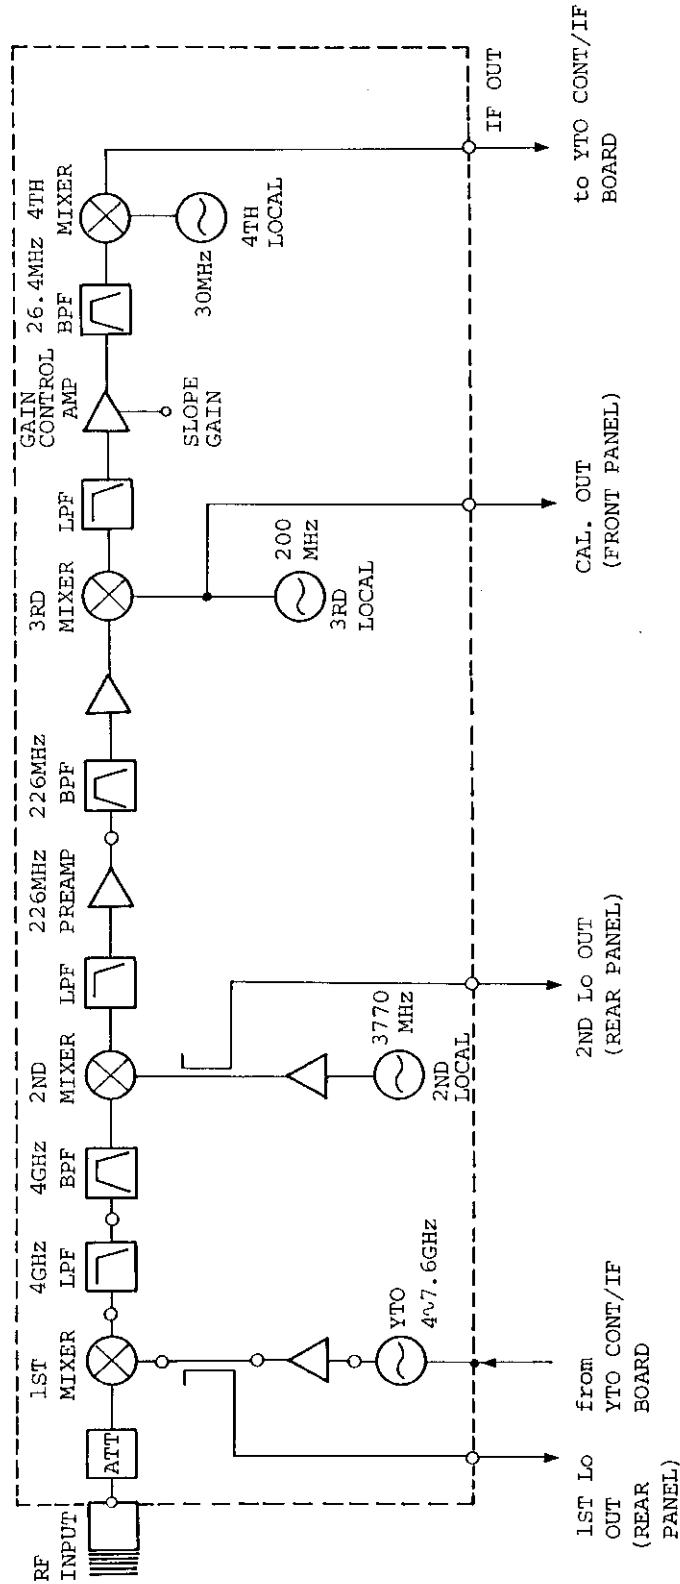 RF
INPUT
ATT
1ST
MIXER
4GHz
LPF
4GHz
BPF
2ND
MIXER
LPF
226MHz
PREAMP
226MHz
BPF
3RD
MIXER
LPF
GAIN
CONTROL
AMP
SLOPE
GAIN
26.4MHz
BPF
4TH
MIXER
30MHz
4TH
LOCAL
200
MHz
3RD
LOCAL
3770
MHz
2ND
LOCAL
YTO
4∿7.6GHz
1ST Lo
OUT
(REAR
PANEL)
from
YTO CONT/IF
BOARD
2ND Lo OUT
(REAR PANEL)
CAL. OUT
(FRONT PANEL)
IF OUT
to YTO CONT/IF
BOARD